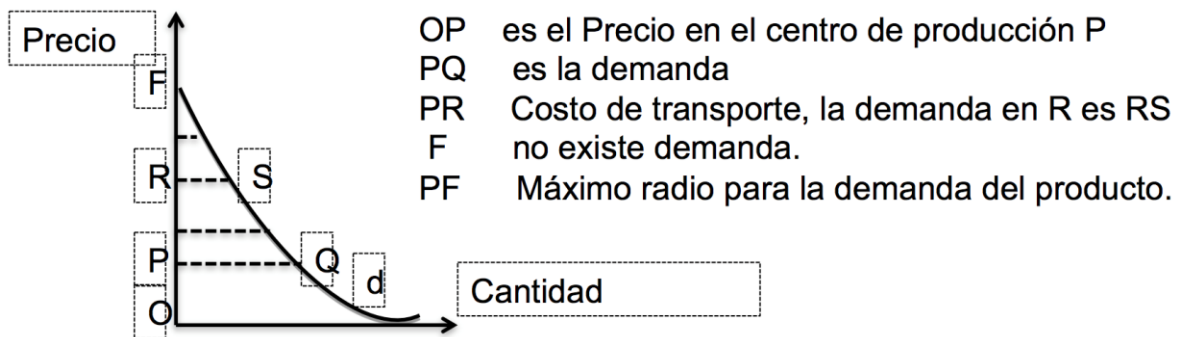 Precio
F
R
S
P
Q
d
O
Cantidad
OP es el Precio en el centro de producción P
PQ es la demanda
PR Costo de transporte, la demanda en R es RS
F no existe demanda.
PF Máximo radio para la demanda del producto.